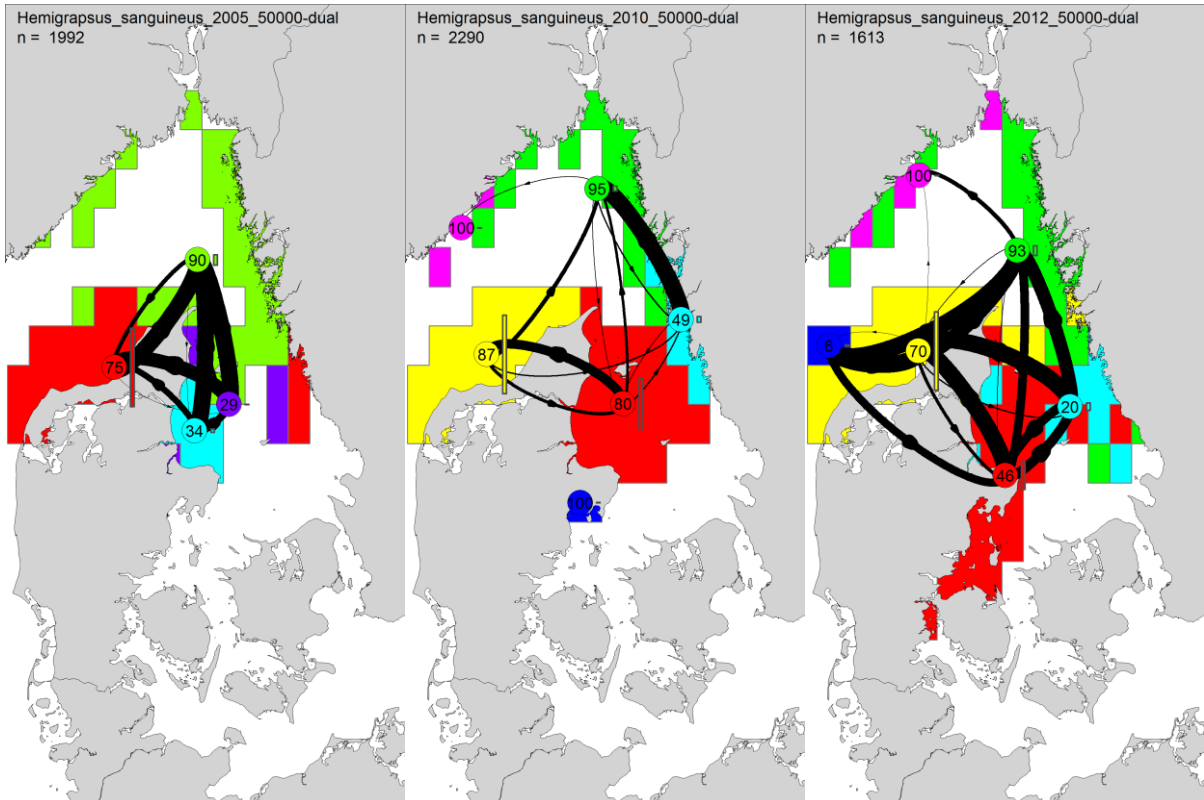 Hemigrapsus_sanguineus_2005_50000-dual
n = 1992
90
75
29
34
Hemigrapsus_sanguineus_2010_50000-dual
n = 2290
95
100
49
87
80
100
Hemigrapsus_sanguineus_2012_50000-dual
n = 1613
100
93
6
70
20
46